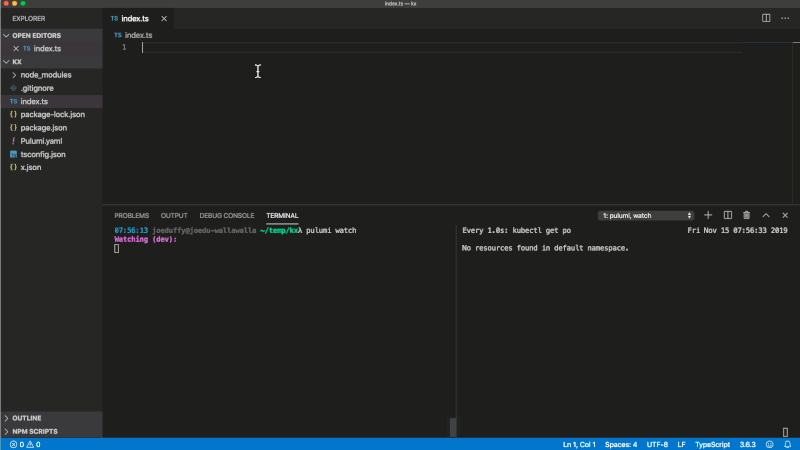 index.ts — kx
EXPLORER
OPEN EDITORS
TS index.ts
KX
node_modules
.gitignore
TS index.ts
{} package-lock.json
{} package.json
! Pulumi.yaml
tsconfig.json
{} x.json
OUTLINE
NPM SCRIPTS
TS index.ts
TS index.ts
1
PROBLEMS OUTPUT DEBUG CONSOLE TERMINAL
1: pulumi, watch
07:56:13 joeduffy@joedu-wallawalla ~/temp/kxλ pulumi watch
Watching (dev):
Every 1.0s: kubectl get po Fri Nov 15 07:56:33 2019
No resources found in default namespace.
0 0 Ln 1, Col 1 Spaces: 4 UTF-8 LF TypeScript 3.6.3